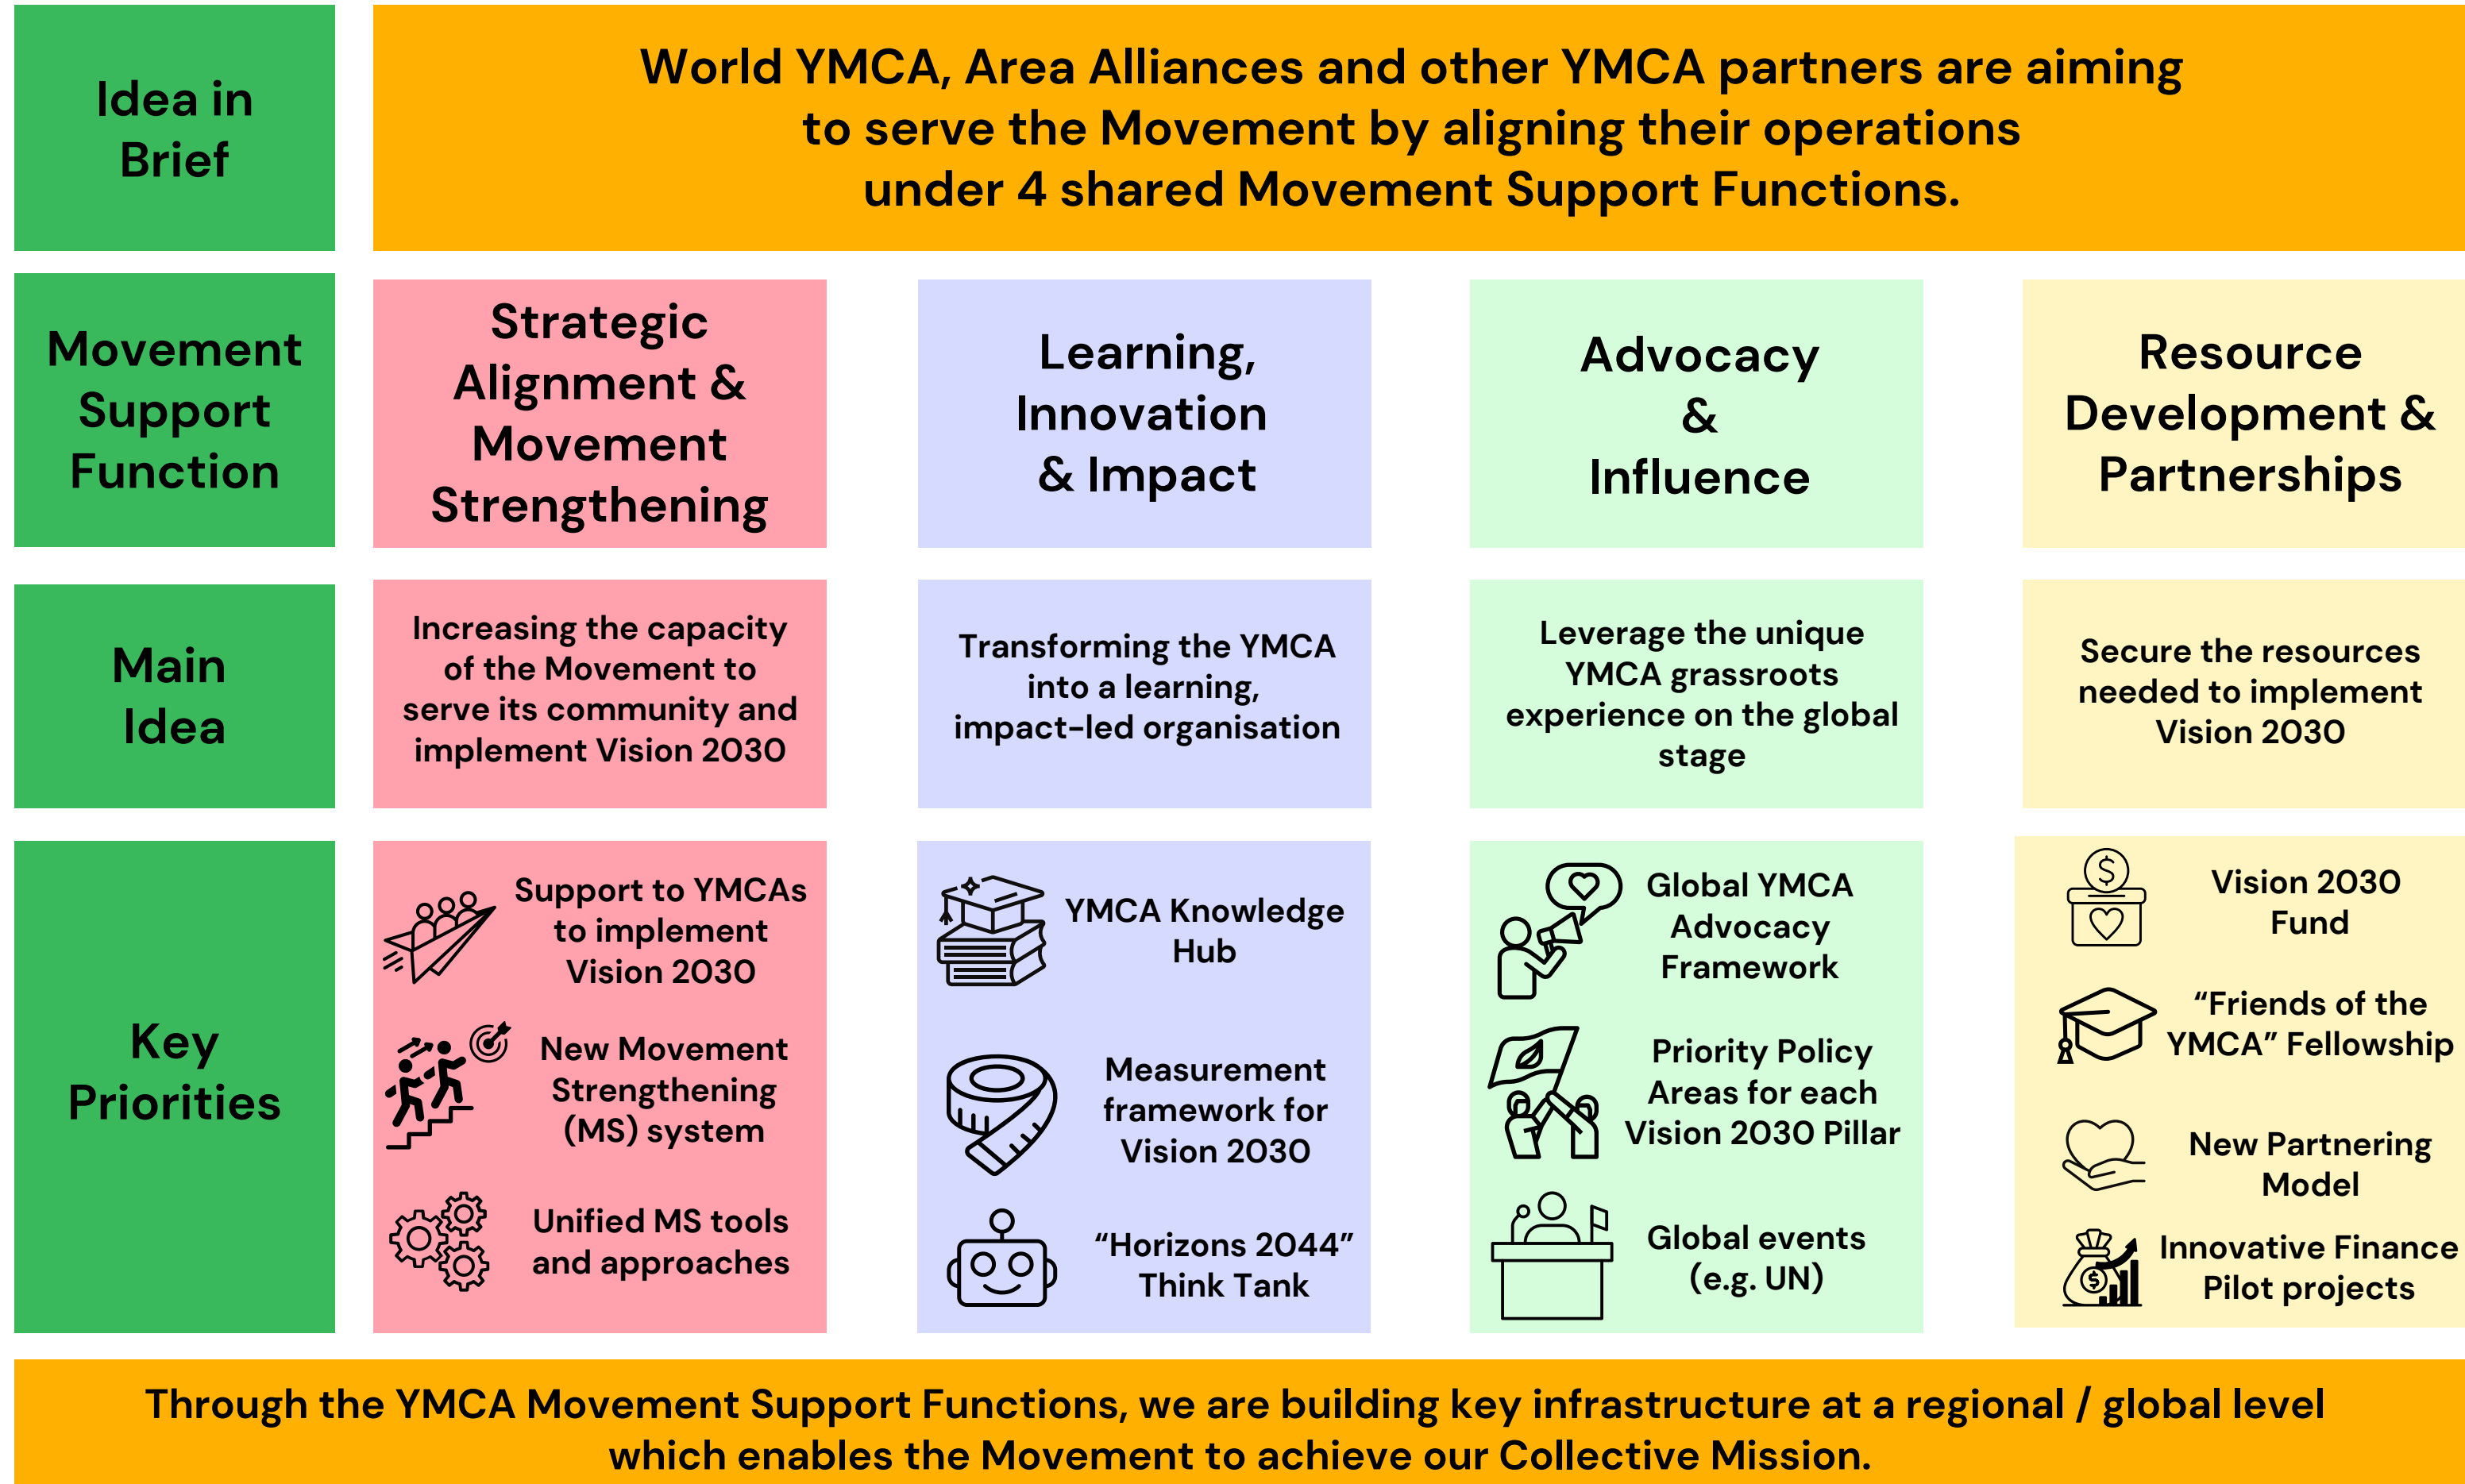 Idea in
Brief
World YMCA, Area Alliances and other YMCA partners are aiming
to serve the Movement by aligning their operations
under 4 shared Movement Support Functions.
Movement
Support
Function
Strategic
Alignment &
Movement
Strengthening
Learning,
Innovation
& Impact
Advocacy
&
Influence
Resource
Development &
Partnerships
Main
Idea
Increasing the capacity
of the Movement to
serve its community and
implement Vision 2030
Transforming the YMCA
into a learning,
impact-led organisation
Leverage the unique
YMCA grassroots
experience on the global
stage
Secure the resources
needed to implement
Vision 2030
Key
Priorities
Support to YMCAs
to implement
Vision 2030
New Movement
Strengthening
(MS) system
Unified MS tools
and approaches
YMCA Knowledge
Hub
Measurement
framework for
Vision 2030
“Horizons 2044”
Think Tank
Global YMCA
Advocacy
Framework
Priority Policy
Areas for each
Vision 2030 Pillar
Global events
(e.g. UN)
$
Vision 2030
Fund
“Friends of the
YMCA” Fellowship
New Partnering
Model
$
Innovative Finance
Pilot projects
Through the YMCA Movement Support Functions, we are building key infrastructure at a regional / global level
which enables the Movement to achieve our Collective Mission.